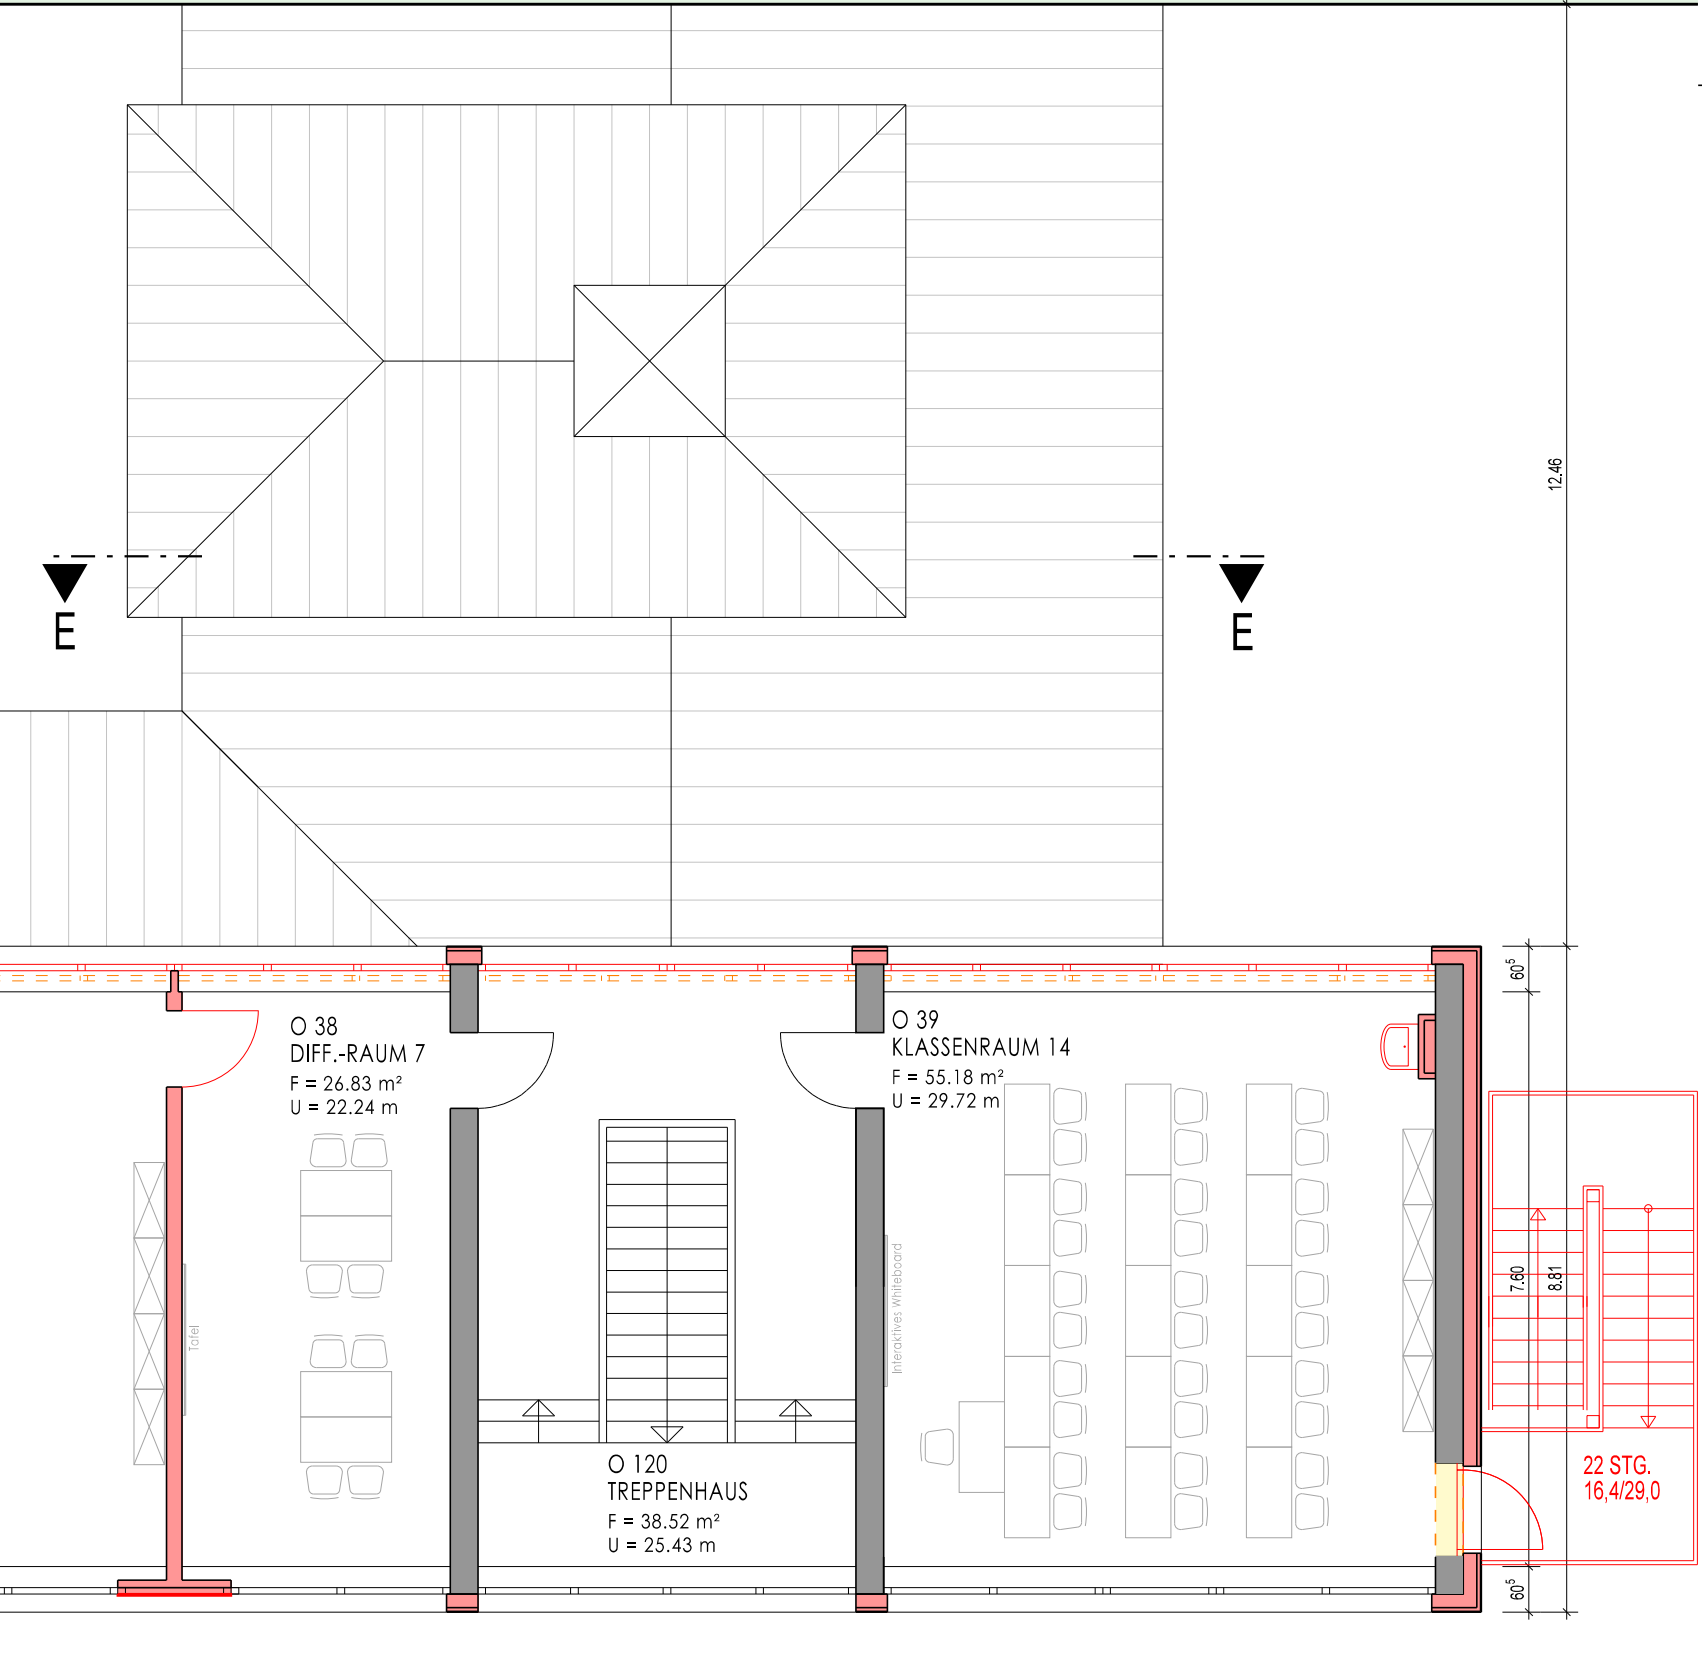 12.46
E
E
60⁵
O 38
DIFF.-RAUM 7
F = 26.83 m²
U = 22.24 m
O 39
KLASSENRAUM 14
F = 55.18 m²
U = 29.72 m
Tafel
Interaktives Whiteboard
7.60
8.81
O 120
TREPPENHAUS
F = 38.52 m²
U = 25.43 m
22 STG.
16,4/29,0
60⁵